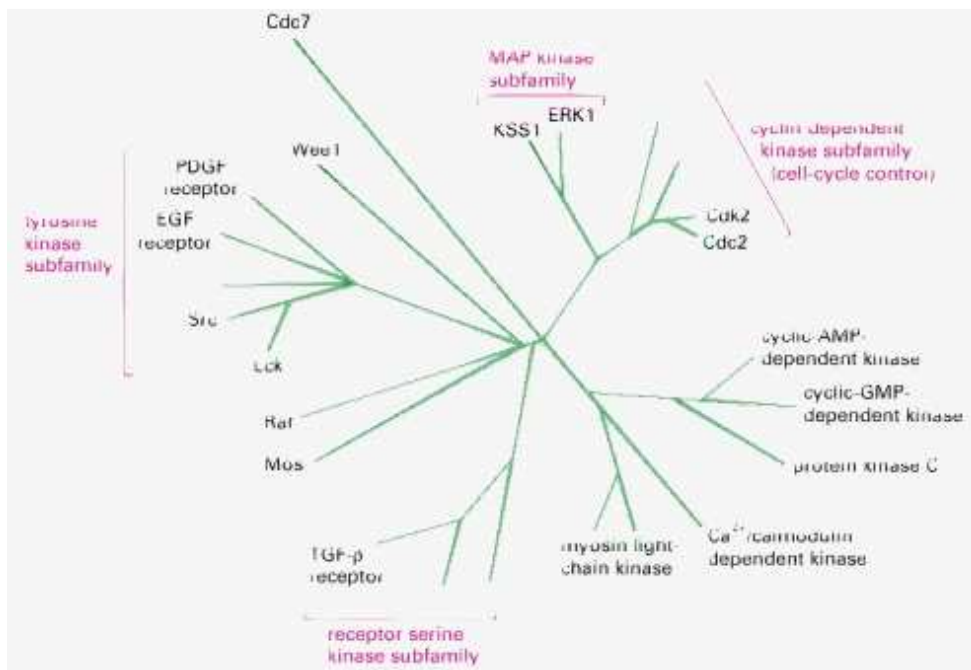 Cdc7
MAP kinase
subfamily
ERK1
KSS1
cyclin dependent
kinase subfamily
(cell-cycle control)
Wee1
PDGF
receptor
EGF
receptor
tyrosine
kinase
subfamily
Cdk2
Cdc2
Src
Lck
cyclic-AMP-
dependent kinase
cyclic-GMP-
dependent kinase
Raf
Mos
protein kinase C
TGF-β
receptor
myosin light-
chain kinase
Ca²⁺/calmodulin
dependent kinase
receptor serine
kinase subfamily